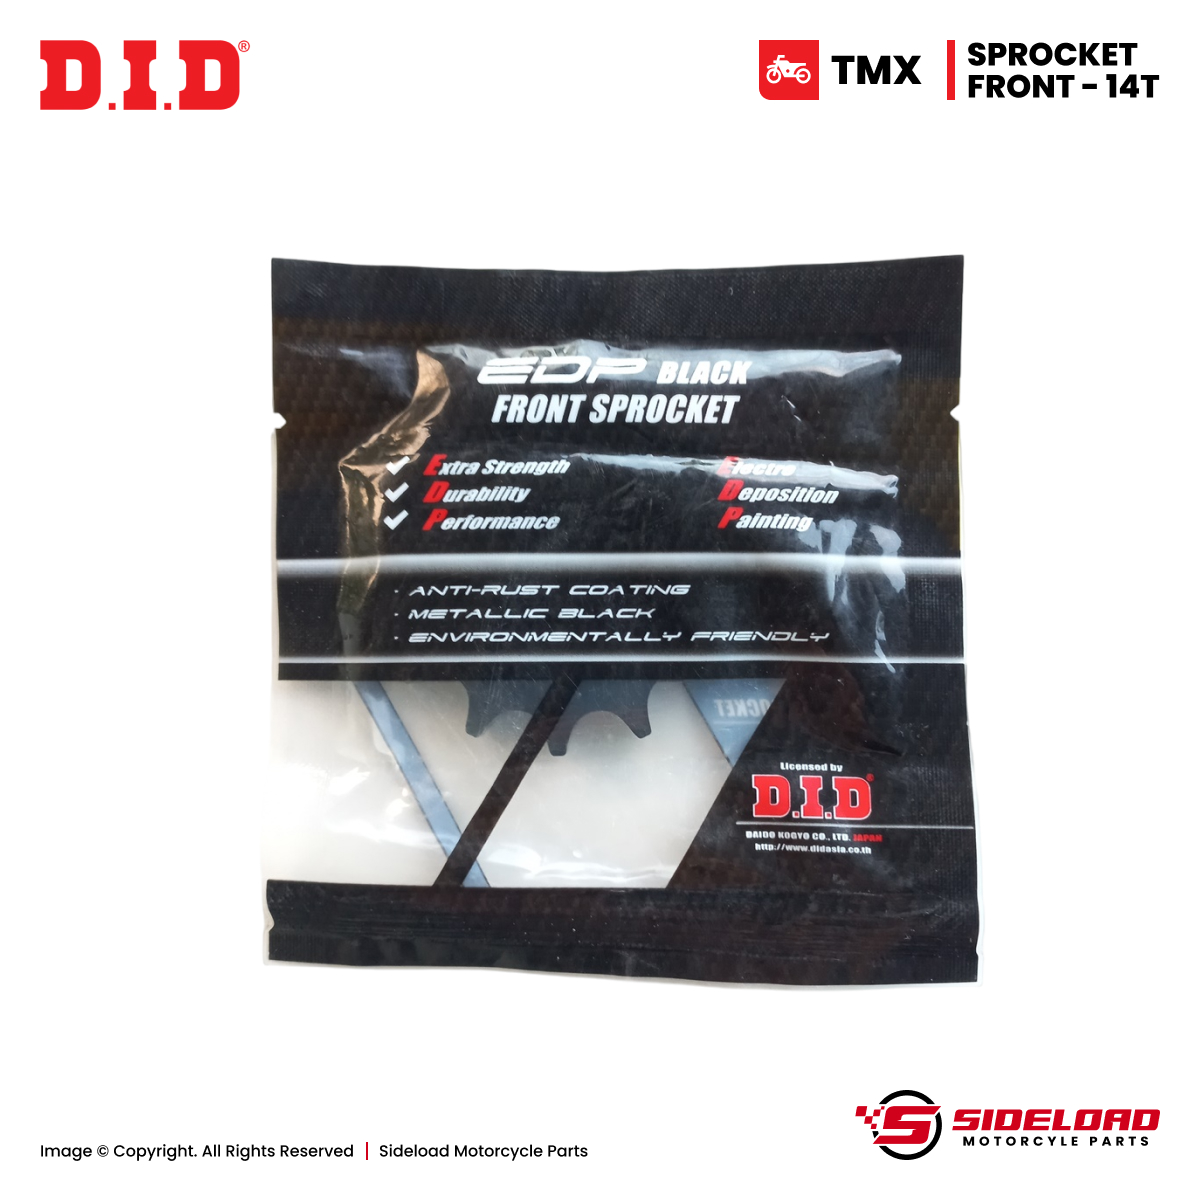 D.I.D®
TMX
SPROCKET
FRONT - 14T
EDP BLACK
FRONT SPROCKET
Extra Strength
Durability
Performance
Electro
Deposition
Painting
· ANTI-RUST COATING
· METALLIC BLACK
· ENVIRONMENTALLY FRIENDLY
Licensed by
D.I.D®
DAIDO KOGYO CO., LTD. JAPAN
http://www.didasia.co.th
SIDELOAD
MOTORCYLE PARTS
Image © Copyright. All Rights Reserved | Sideload Motorcycle Parts